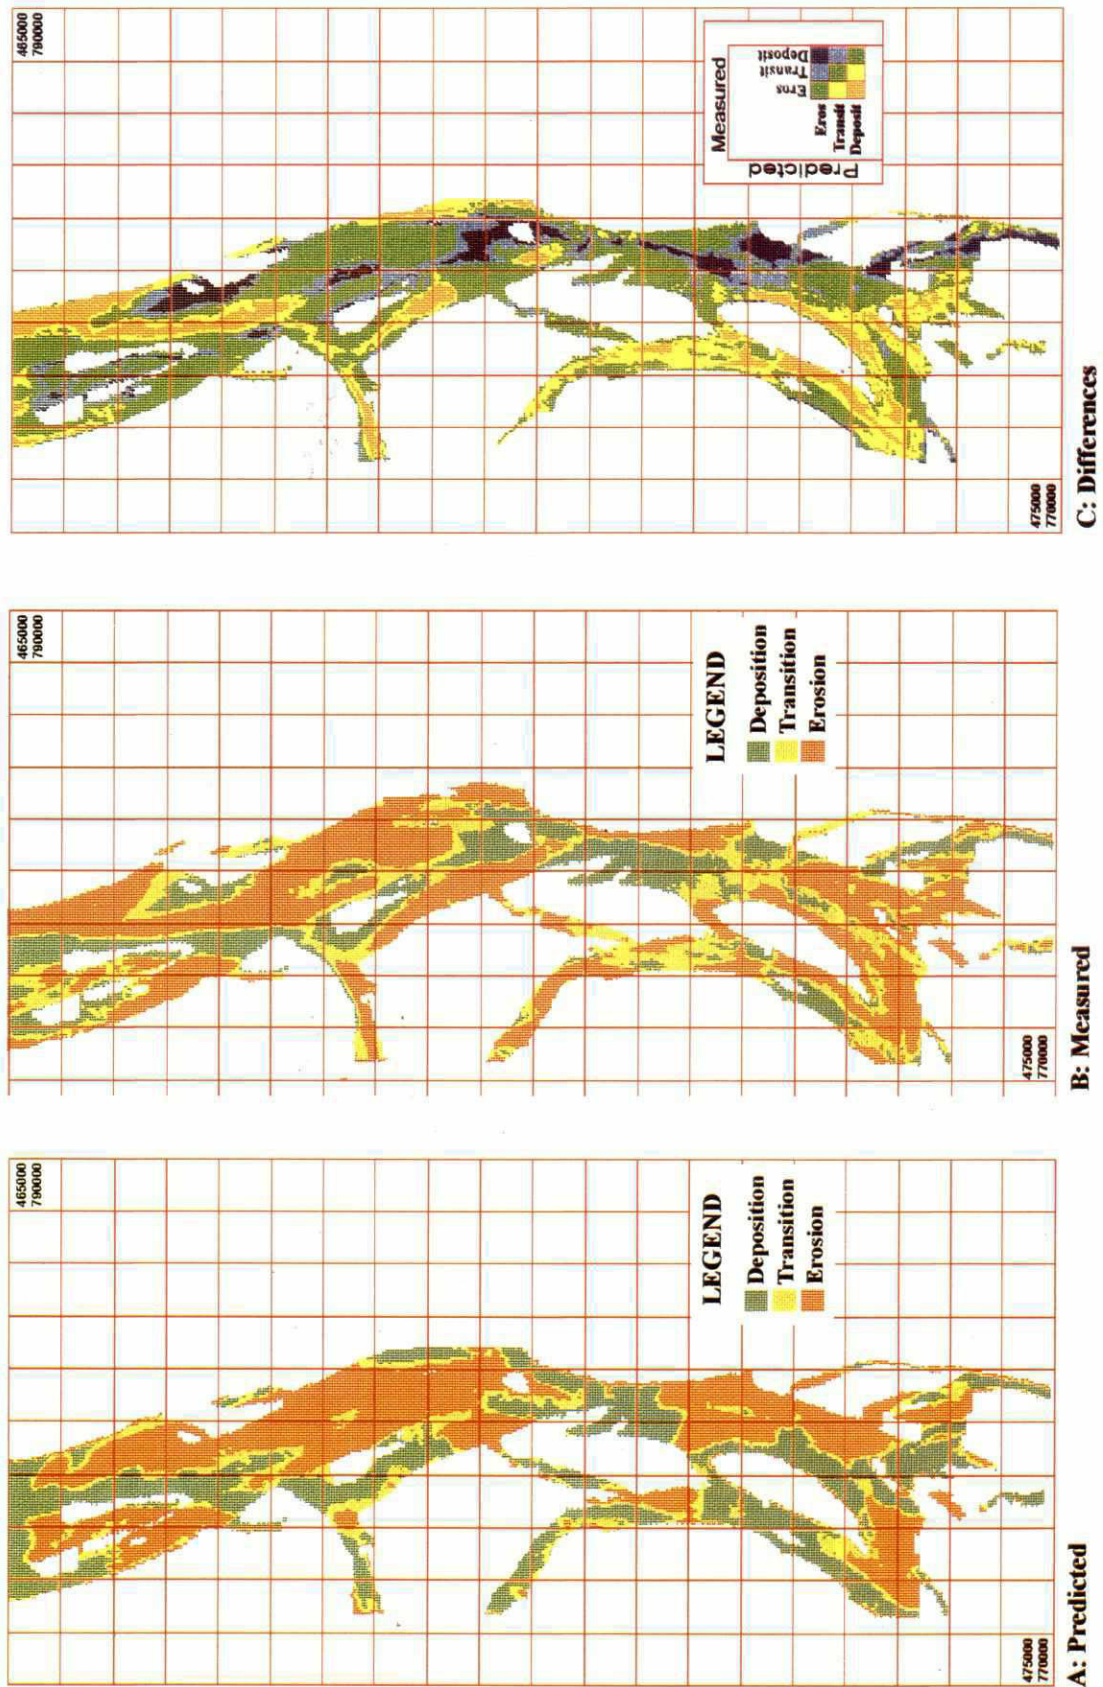 465000
790000
Measured
Predicted
Eros
Transit
Deposit
Eros
Transit
Deposit
475000
770000
C: Differences
465000
790000
LEGEND
Deposition
Transition
Erosion
475000
770000
B: Measured
465000
790000
LEGEND
Deposition
Transition
Erosion
475000
770000
A: Predicted